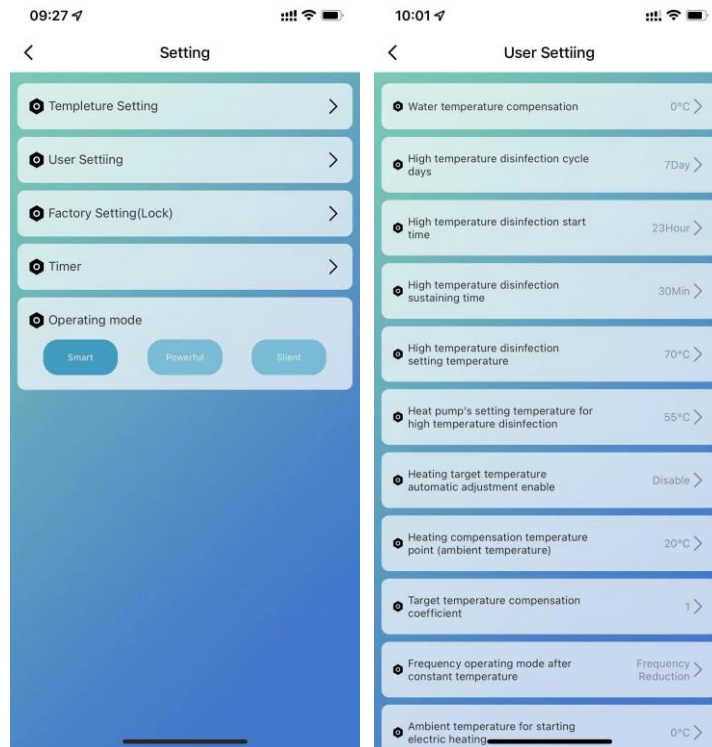 09:27
Setting
Templeture Setting
User Settiing
Factory Setting(Lock)
Timer
Operating mode
Smart
Powerful
Slient
10:01
User Settiing
Water temperature compensation
0°C
High temperature disinfection cycle
days
7Day
High temperature disinfection start
time
23Hour
High temperature disinfection
sustaining time
30Min
High temperature disinfection
setting temperature
70°C
Heat pump's setting temperature for
high temperature disinfection
55°C
Heating target temperature
automatic adjustment enable
Disable
Heating compensation temperature
point (ambient temperature)
20°C
Target temperature compensation
coefficient
1
Frequency operating mode after
constant temperature
Frequency
Reduction
Ambient temperature for starting
electric heating
0°C